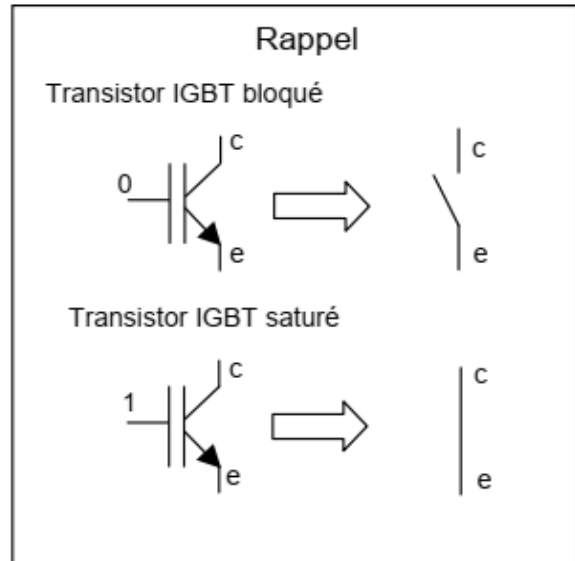 Rappel
Transistor IGBT bloqué
c
c
0
e
e
Transistor IGBT saturé
c
c
1
e
e